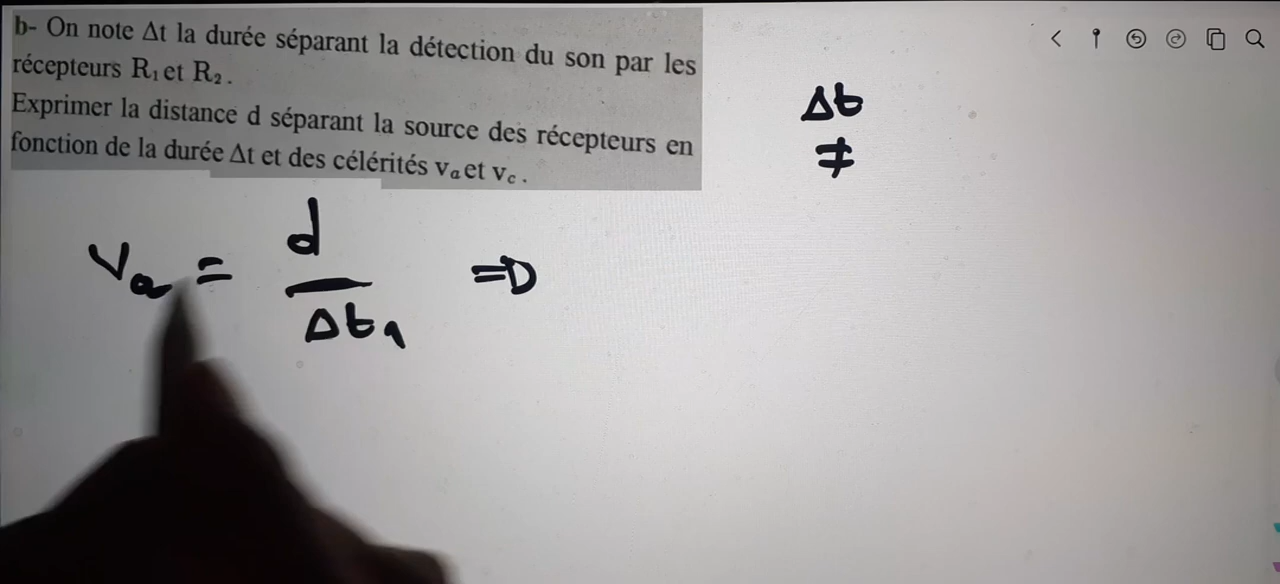 b- On note Δt la durée séparant la détection du son par les
récepteurs R₁ et R₂ .
Exprimer la distance d séparant la source des récepteurs en
fonction de la durée Δt et des célérités vₐ et v꜀ .
Δt
≠
Vₐ = d / Δt₁ ⇒